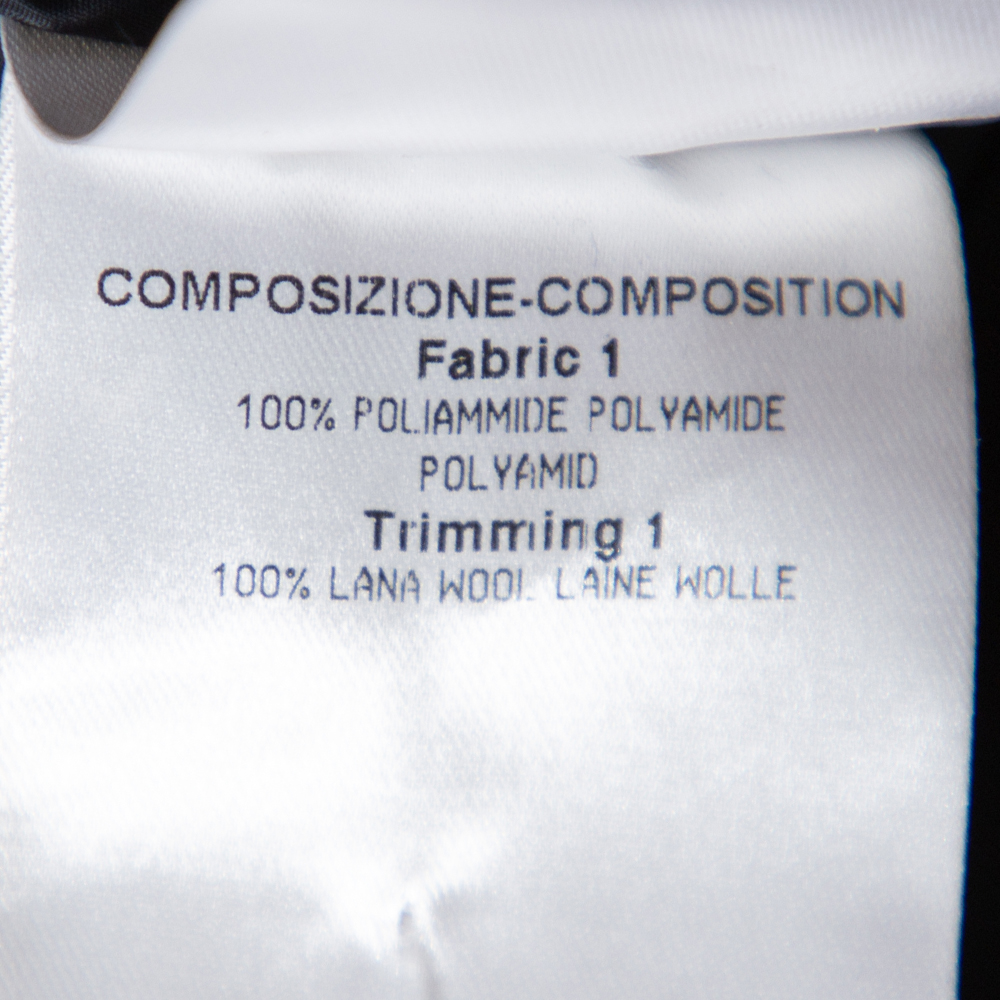 COMPOSIZIONE-COMPOSITION
Fabric 1
100% POLIAMMIDE POLYAMIDE
POLYAMID
Trimming 1
100% LANA WOOL LAINE WOLLE